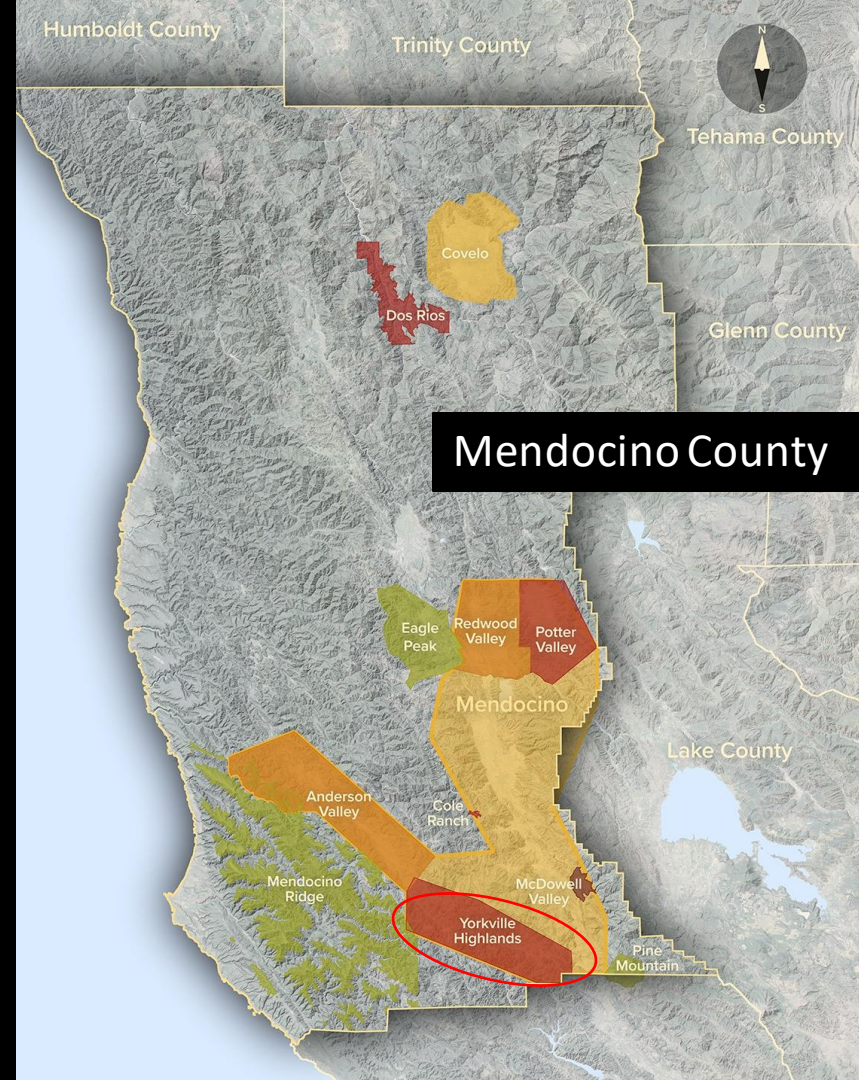 Humboldt County
Trinity County
N
S
Tehama County
Covelo
Dos Rios
Glenn County
Mendocino County
Eagle
Peak
Redwood
Valley
Potter
Valley
Mendocino
Lake County
Anderson
Valley
Cole
Ranch
Mendocino
Ridge
McDowell
Valley
Yorkville
Highlands
Pine
Mountain